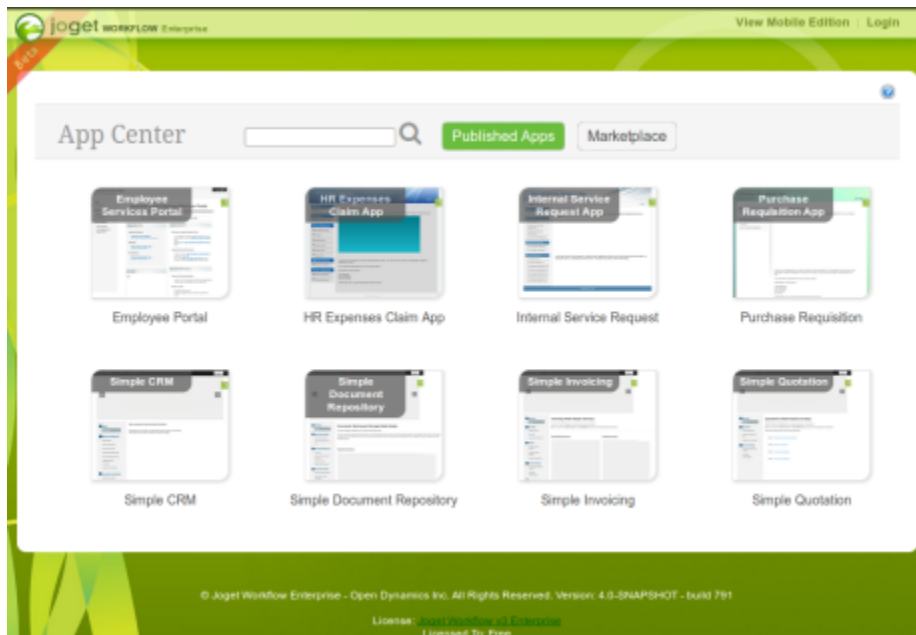 joget WORKFLOW Enterprise
View Mobile Edition | Login
Beta
App Center
Published Apps
Marketplace
Employee
Services Portal
HR Expenses
Claim App
Internal Service
Request App
Purchase
Requisition App
Employee Portal
HR Expenses Claim App
Internal Service Request
Purchase Requisition
Simple CRM
Simple
Document
Repository
Simple Invoicing
Simple Quotation
Simple CRM
Simple Document Repository
Simple Invoicing
Simple Quotation
© Joget Workflow Enterprise - Open Dynamics Inc. All Rights Reserved. Version: 4.0-SNAPSHOT - build 791
License: Joget Workflow v3 Enterprise
Licensed To: Free